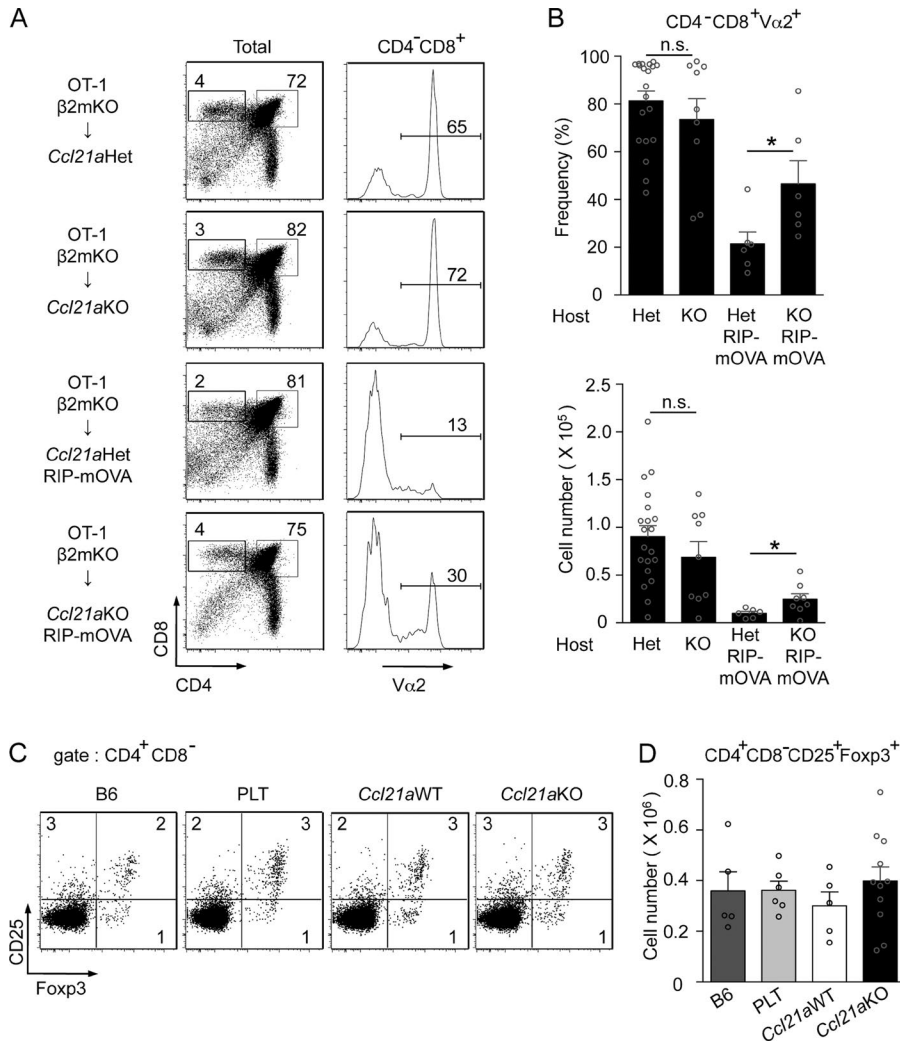 A
Total
CD4⁻CD8⁺
OT-1
β2mKO
↓
Ccl21aHet
4
72
65
OT-1
β2mKO
↓
Ccl21aKO
3
82
72
OT-1
β2mKO
↓
Ccl21aHet
RIP-mOVA
2
81
13
OT-1
β2mKO
↓
Ccl21aKO
RIP-mOVA
4
75
30
CD8
CD4
Vα2
B
CD4⁻CD8⁺Vα2⁺
Frequency (%)
100
80
60
40
20
0
n.s.
*
Host
Het
KO
Het
RIP-
mOVA
KO
RIP-
mOVA
Cell number ( X 10⁵)
2.5
2.0
1.5
1.0
0.5
0
n.s.
*
Host
Het
KO
Het
RIP-
mOVA
KO
RIP-
mOVA
C
gate : CD4⁺ CD8⁻
B6
PLT
Ccl21aWT
Ccl21aKO
3
2
1
2
3
1
2
3
1
3
3
1
CD25
Foxp3
D
CD4⁺CD8⁻CD25⁺Foxp3⁺
Cell number ( X 10⁶)
0.8
0.6
0.4
0.2
0
B6
PLT
Ccl21aWT
Ccl21aKO